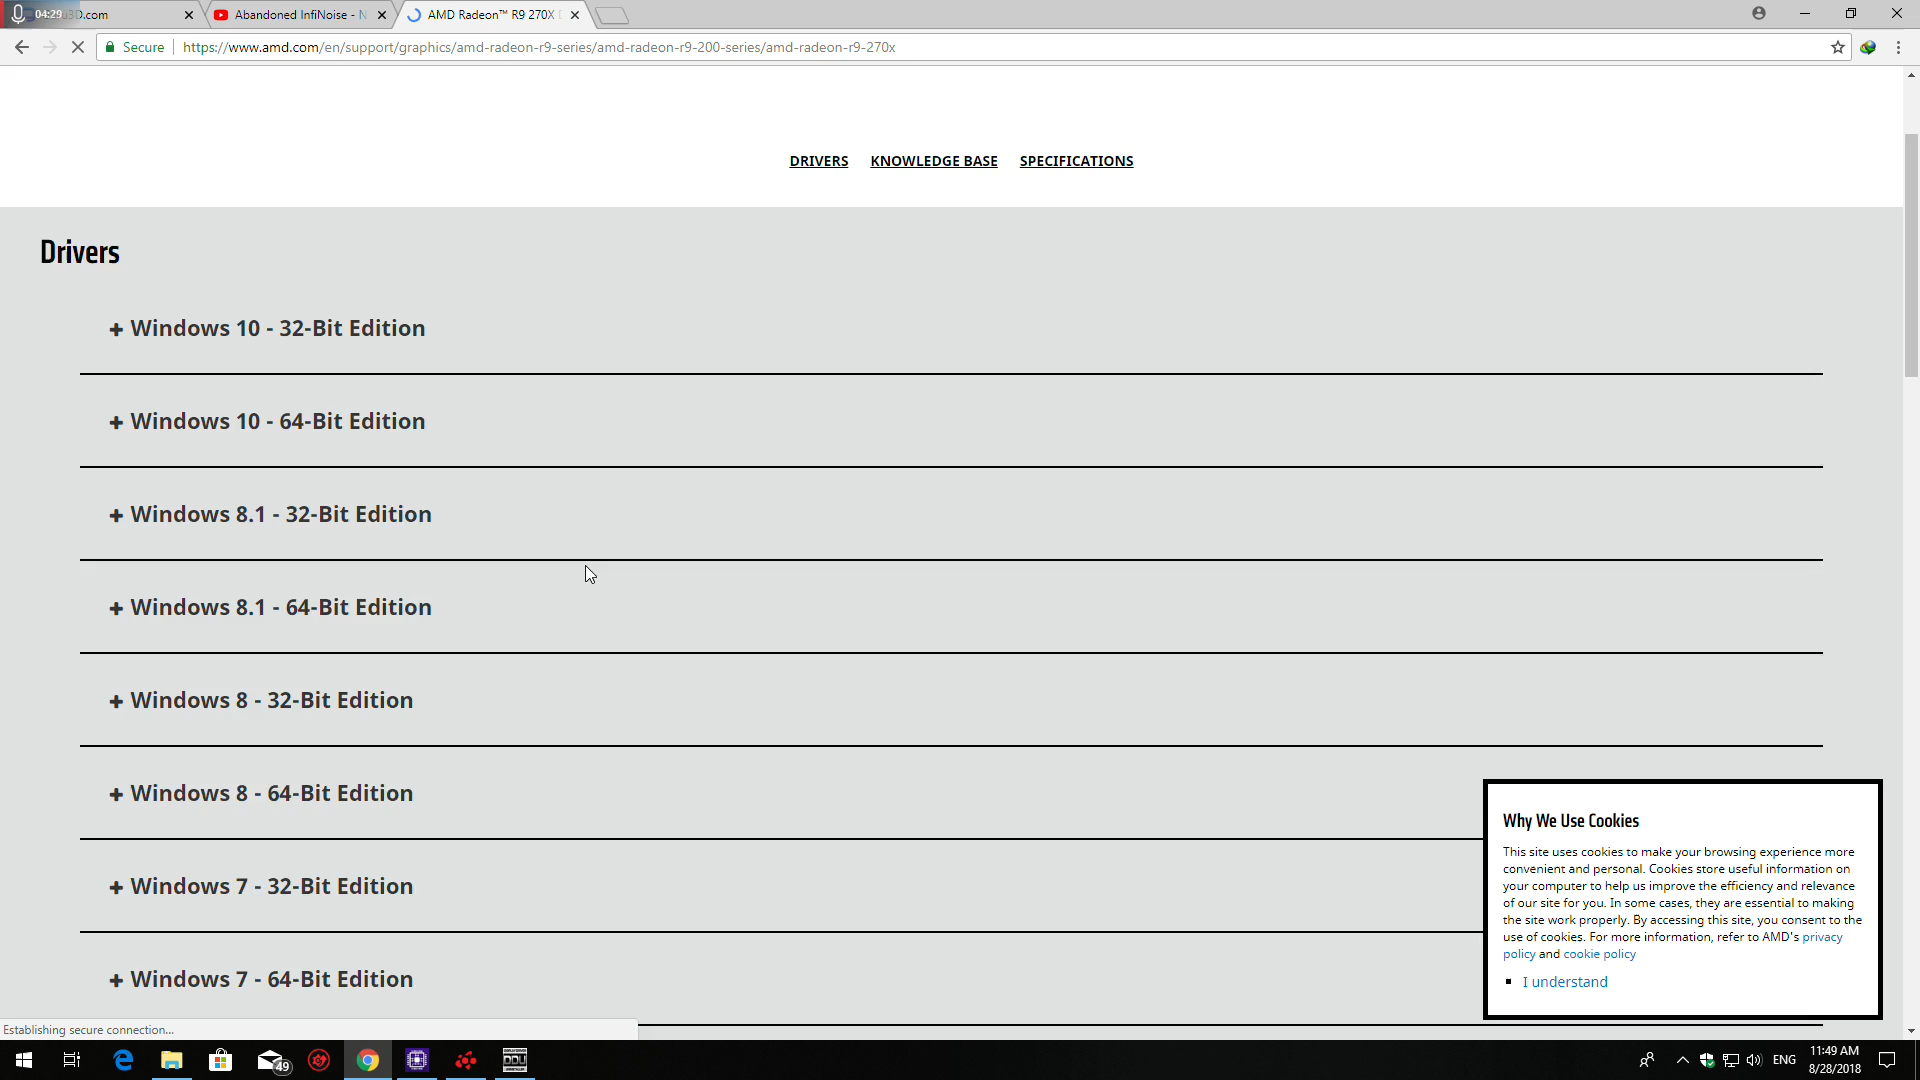 04:29
D.com
Abandoned InfiNoise - N
AMD Radeon™ R9 270X
Secure
https://www.amd.com/en/support/graphics/amd-radeon-r9-series/amd-radeon-r9-200-series/amd-radeon-r9-270x
DRIVERS KNOWLEDGE BASE SPECIFICATIONS
Drivers
+ Windows 10 - 32-Bit Edition
+ Windows 10 - 64-Bit Edition
+ Windows 8.1 - 32-Bit Edition
+ Windows 8.1 - 64-Bit Edition
+ Windows 8 - 32-Bit Edition
+ Windows 8 - 64-Bit Edition
+ Windows 7 - 32-Bit Edition
+ Windows 7 - 64-Bit Edition
Why We Use Cookies
This site uses cookies to make your browsing experience more
convenient and personal. Cookies store useful information on
your computer to help us improve the efficiency and relevance
of our site for you. In some cases, they are essential to making
the site work properly. By accessing this site, you consent to the
use of cookies. For more information, refer to AMD's privacy
policy and cookie policy
I understand
Establishing secure connection...
49
DDU
ENG
11:49 AM
8/28/2018